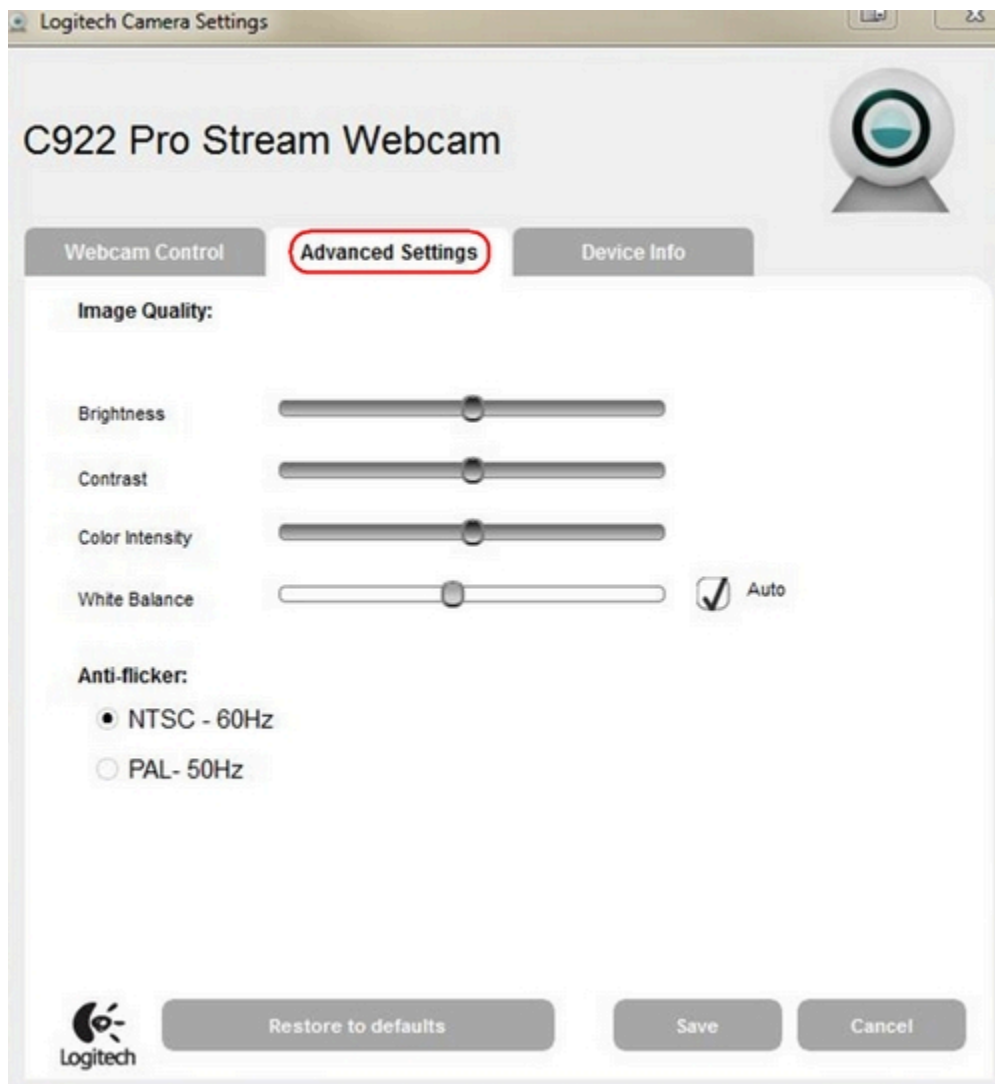 Logitech Camera Settings
C922 Pro Stream Webcam
Webcam Control Advanced Settings Device Info
Image Quality:
Brightness
Contrast
Color Intensity
White Balance Auto
Anti-flicker:
NTSC - 60Hz
PAL- 50Hz
Restore to defaults Save Cancel
Logitech